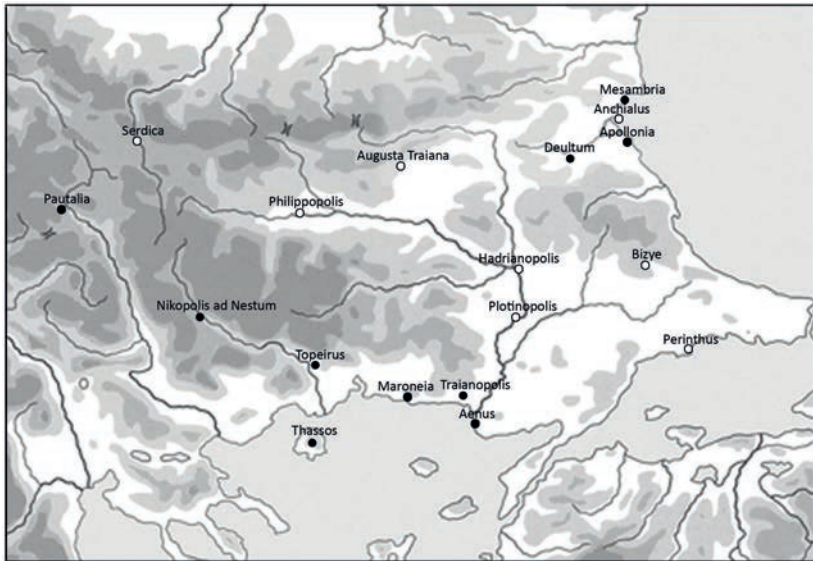 Mesambria
Anchialus
Serdica
Apollonia
Deultum
Augusta Traiana
Pautalia
Philippopolis
Hadrianopolis
Bizye
Nikopolis ad Nestum
Plotinopolis
Perinthus
Topeirus
Maroneia
Traianopolis
Aenus
Thassos